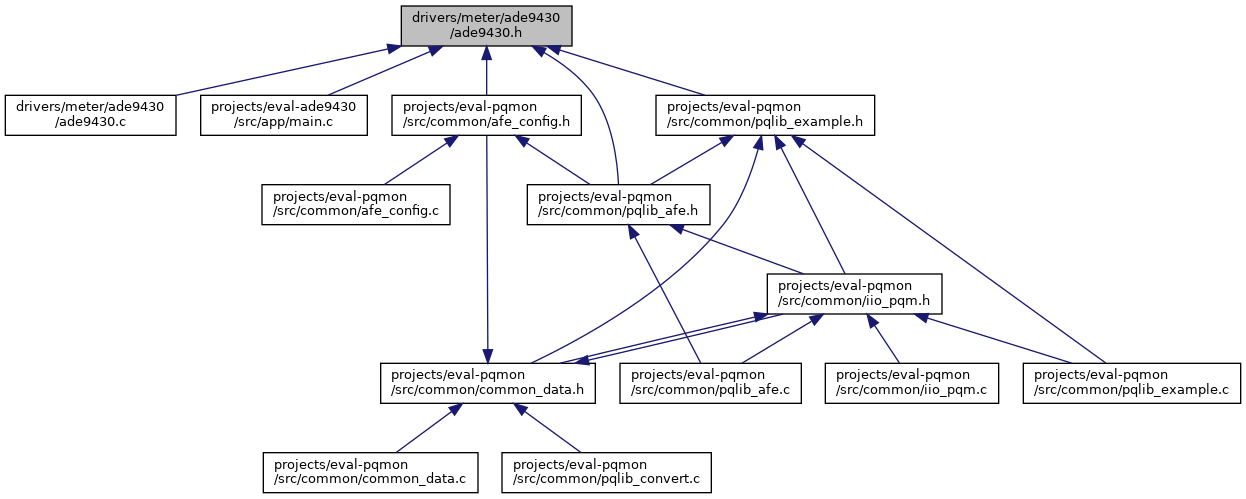 drivers/meter/ade9430
/ade9430.h
drivers/meter/ade9430
/ade9430.c
projects/eval-ade9430
/src/app/main.c
projects/eval-pqmon
/src/common/afe_config.h
projects/eval-pqmon
/src/common/pqlib_example.h
projects/eval-pqmon
/src/common/afe_config.c
projects/eval-pqmon
/src/common/pqlib_afe.h
projects/eval-pqmon
/src/common/iio_pqm.h
projects/eval-pqmon
/src/common/common_data.h
projects/eval-pqmon
/src/common/pqlib_afe.c
projects/eval-pqmon
/src/common/iio_pqm.c
projects/eval-pqmon
/src/common/pqlib_example.c
projects/eval-pqmon
/src/common/common_data.c
projects/eval-pqmon
/src/common/pqlib_convert.c